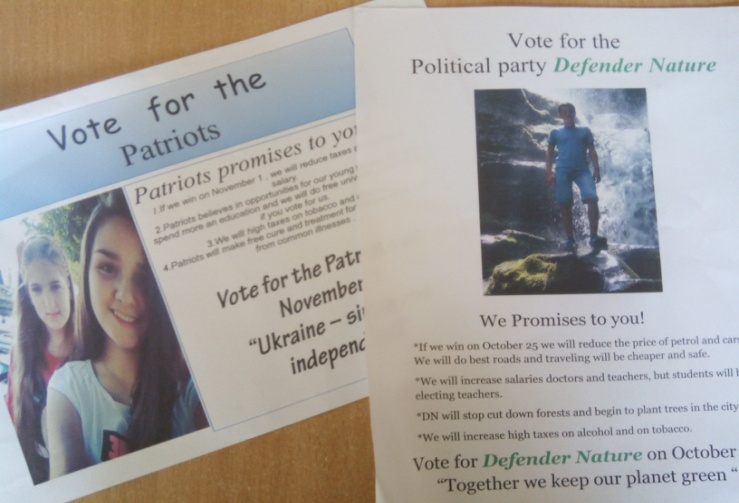 Vote for the
Patriots
Patriots promises to you
1.If we win on November 1 , we will reduce taxes
salary.
2.Patriots believes in opportunities for our young
spend more an education and we will do free
if you vote for us.
3.We will high taxes on tobacco and
4.Patriots will make free cure and treatment for
from common illnesses
Vote for the
November
“Ukraine –
Vote for the
Political party Defender Nature
We Promises to you!
*If we win on October 25 we will reduce the price of petrol and
We will do best roads and traveling will be cheaper and safe.
*We will increase salaries doctors and teachers, but students will
electing teachers.
*DN will stop cut down forests and begin to plant trees in the city
*We will increase high taxes on alcohol and on tobacco.
Vote for Defender Nature on October
“Together we keep our planet green “